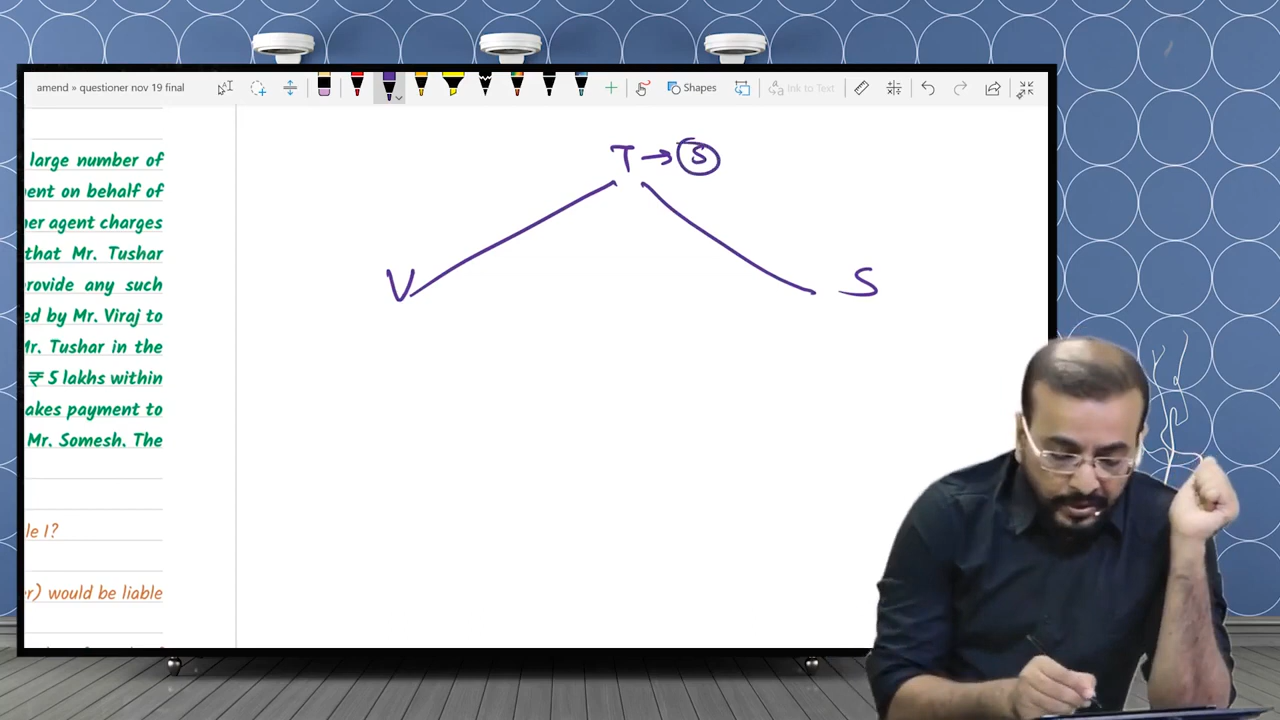 amend » questioner nov 19 final
Shapes
Ink to Text
large number of
ent on behalf of
er agent charges
that Mr. Tushar
rovide any such
ed by Mr. Viraj to
Mr. Tushar in the
₹ 5 lakhs within
akes payment to
Mr. Somesh. The
le I?
r) would be liable
T → S
V S